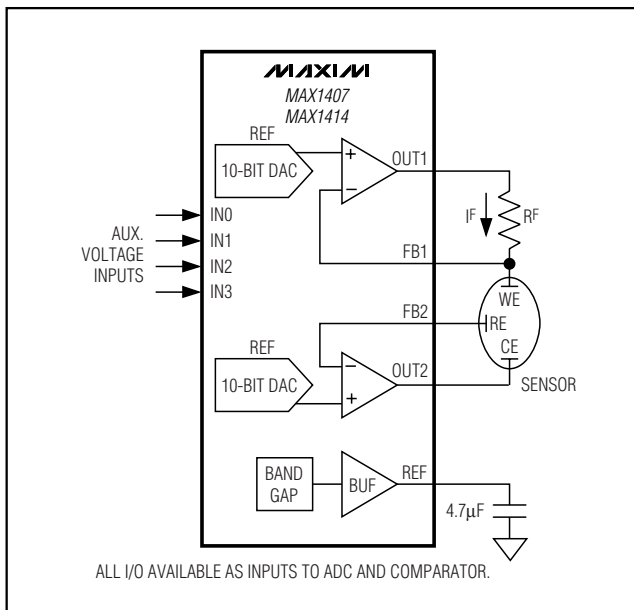 MAXIM
MAX1407
MAX1414
REF
10-BIT DAC
+
−
OUT1
IF
RF
FB1
AUX.
VOLTAGE
INPUTS
IN0
IN1
IN2
IN3
WE
RE
CE
SENSOR
FB2
REF
10-BIT DAC
−
+
OUT2
BAND
GAP
BUF
REF
4.7μF
ALL I/O AVAILABLE AS INPUTS TO ADC AND COMPARATOR.